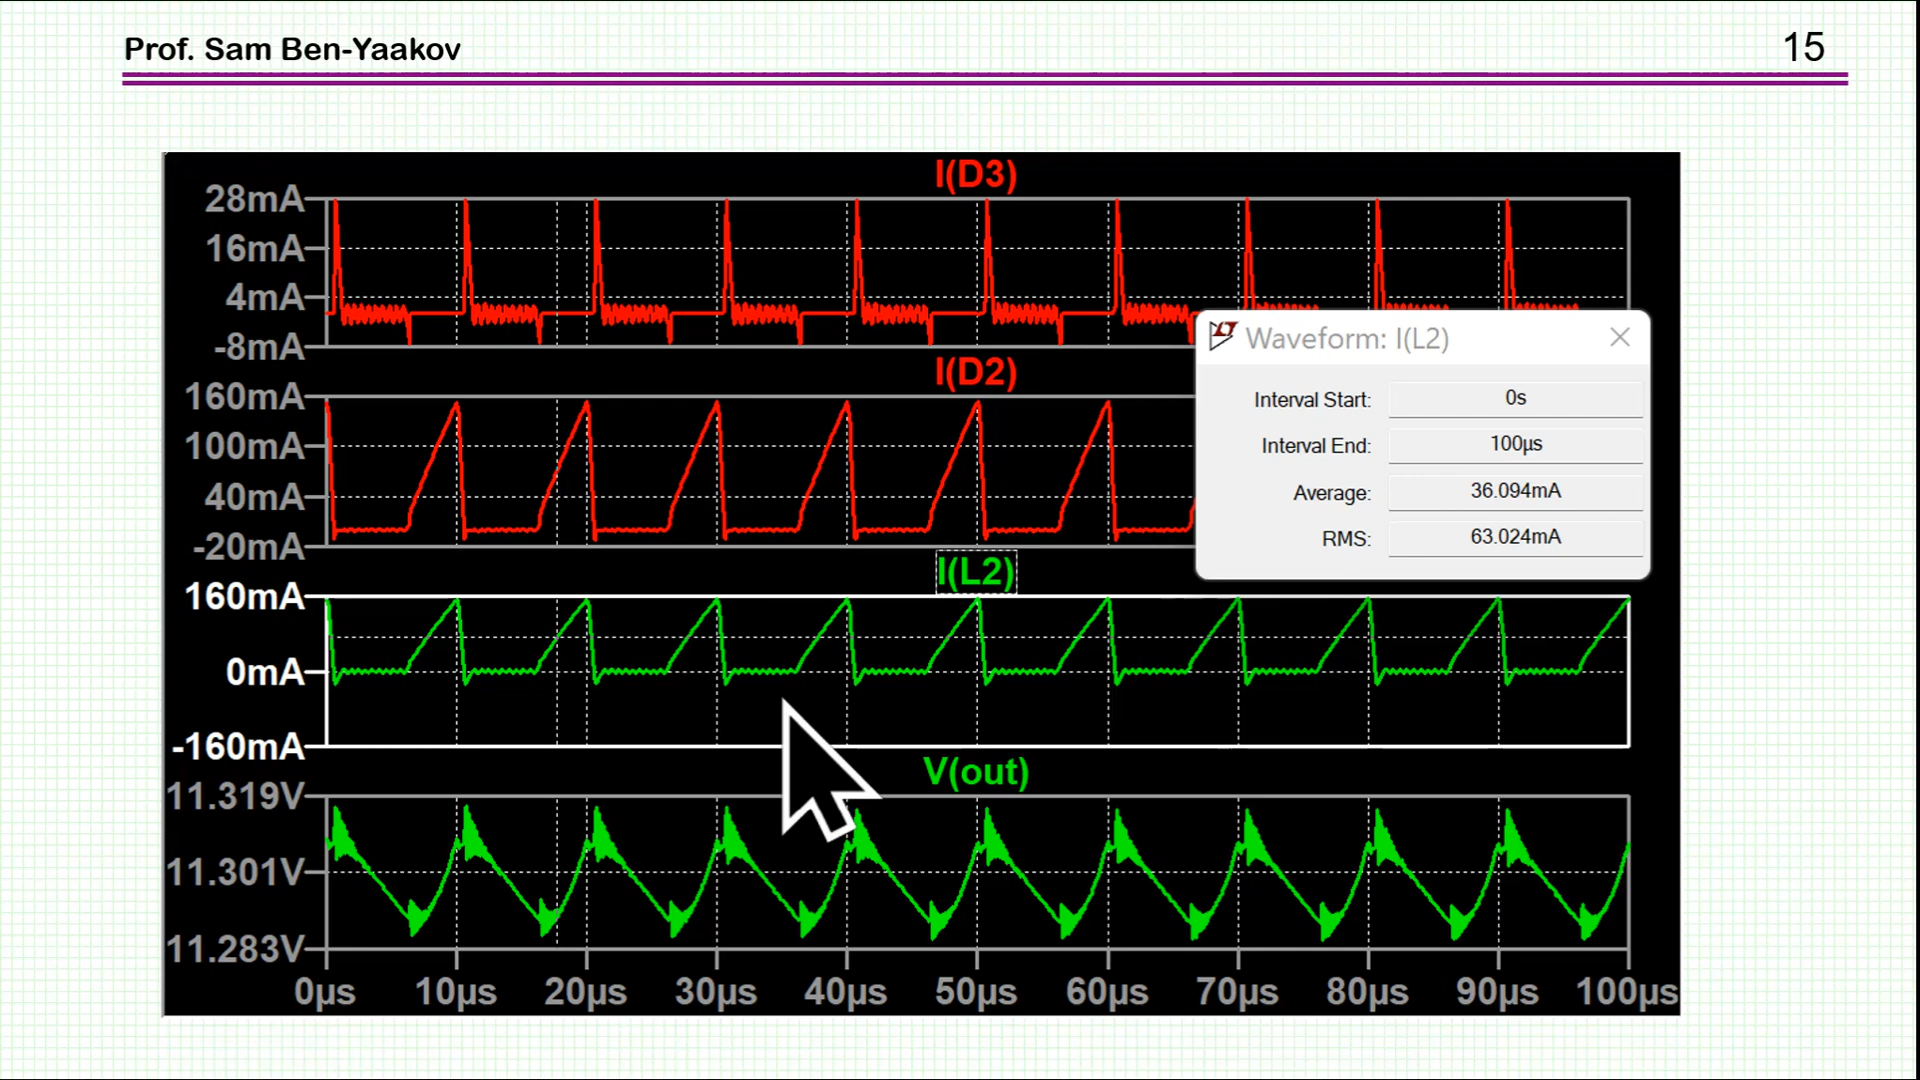 Prof. Sam Ben-Yaakov
15
I(D3)
28mA
16mA
4mA
-8mA
I(D2)
160mA
100mA
40mA
-20mA
Waveform: I(L2)
Interval Start: 0s
Interval End: 100µs
Average: 36.094mA
RMS: 63.024mA
I(L2)
160mA
0mA
-160mA
V(out)
11.319V
11.301V
11.283V
0µs 10µs 20µs 30µs 40µs 50µs 60µs 70µs 80µs 90µs 100µs